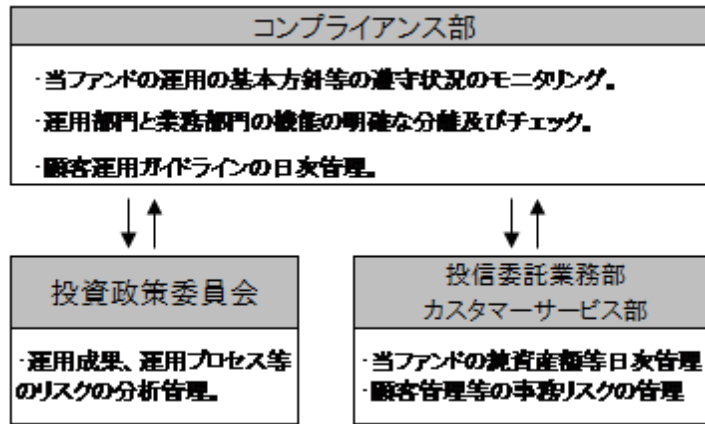 コンプライアンス部
・当ファンドの運用の基本方針等の遵守状況のモニタリング。
・運用部門と業務部門の機能の明確な分離及びチェック。
・顧客運用ガイドラインの日次管理。
投資政策委員会
・運用成果、運用プロセス等
のリスクの分析管理。
投信委託業務部
カスタマーサービス部
・当ファンドの純資産額等日次管理
・顧客管理等の事務リスクの管理